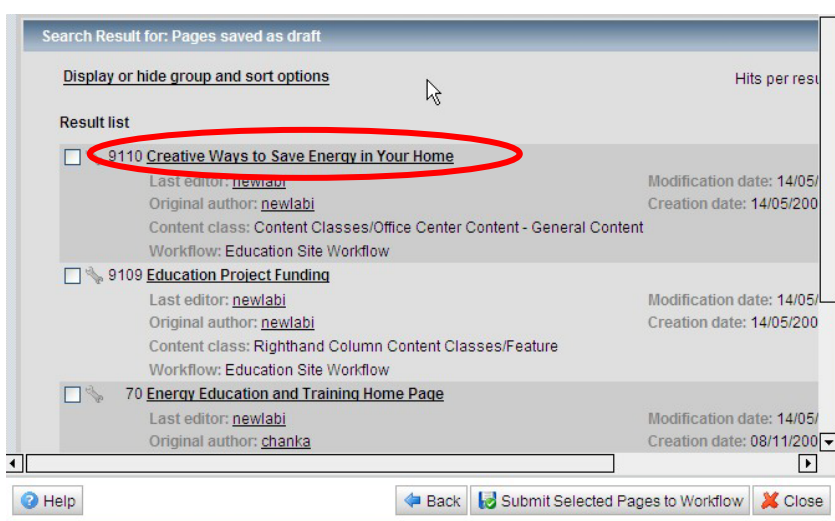 Search Result for: Pages saved as draft
Display or hide group and sort options
Hits per resu
Result list
9110 Creative Ways to Save Energy in Your Home
Last editor: newlabi Modification date: 14/05/
Original author: newlabi Creation date: 14/05/200
Content class: Content Classes/Office Center Content - General Content
Workflow: Education Site Workflow
9109 Education Project Funding
Last editor: newlabi Modification date: 14/05/
Original author: newlabi Creation date: 14/05/200
Content class: Righthand Column Content Classes/Feature
Workflow: Education Site Workflow
70 Energy Education and Training Home Page
Last editor: newlabi Modification date: 14/05/
Original author: chanka Creation date: 08/11/200
Help Back Submit Selected Pages to Workflow Close